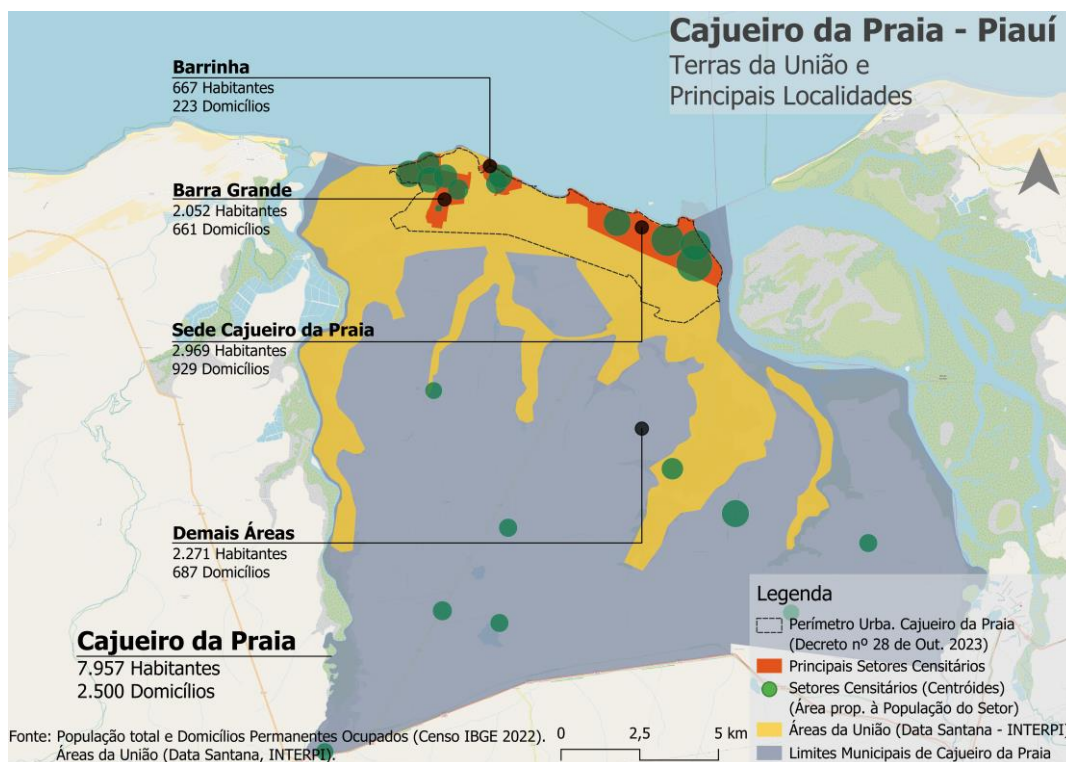 Cajueiro da Praia - Piauí
Terras da União e
Principais Localidades
Barrinha
667 Habitantes
223 Domicílios
Barra Grande
2.052 Habitantes
661 Domicílios
Sede Cajueiro da Praia
2.969 Habitantes
929 Domicílios
Demais Áreas
2.271 Habitantes
687 Domicílios
Cajueiro da Praia
7.957 Habitantes
2.500 Domicílios
Legenda
Perímetro Urba. Cajueiro da Praia
(Decreto nº 28 de Out. 2023)
Principais Setores Censitários
Setores Censitários (Centróides)
(Área prop. à População do Setor)
Áreas da União (Data Santana - INTERPI)
Limites Municipais de Cajueiro da Praia
0 2,5 5 km
Fonte: População total e Domicílios Permanentes Ocupados (Censo IBGE 2022).
Áreas da União (Data Santana, INTERPI).